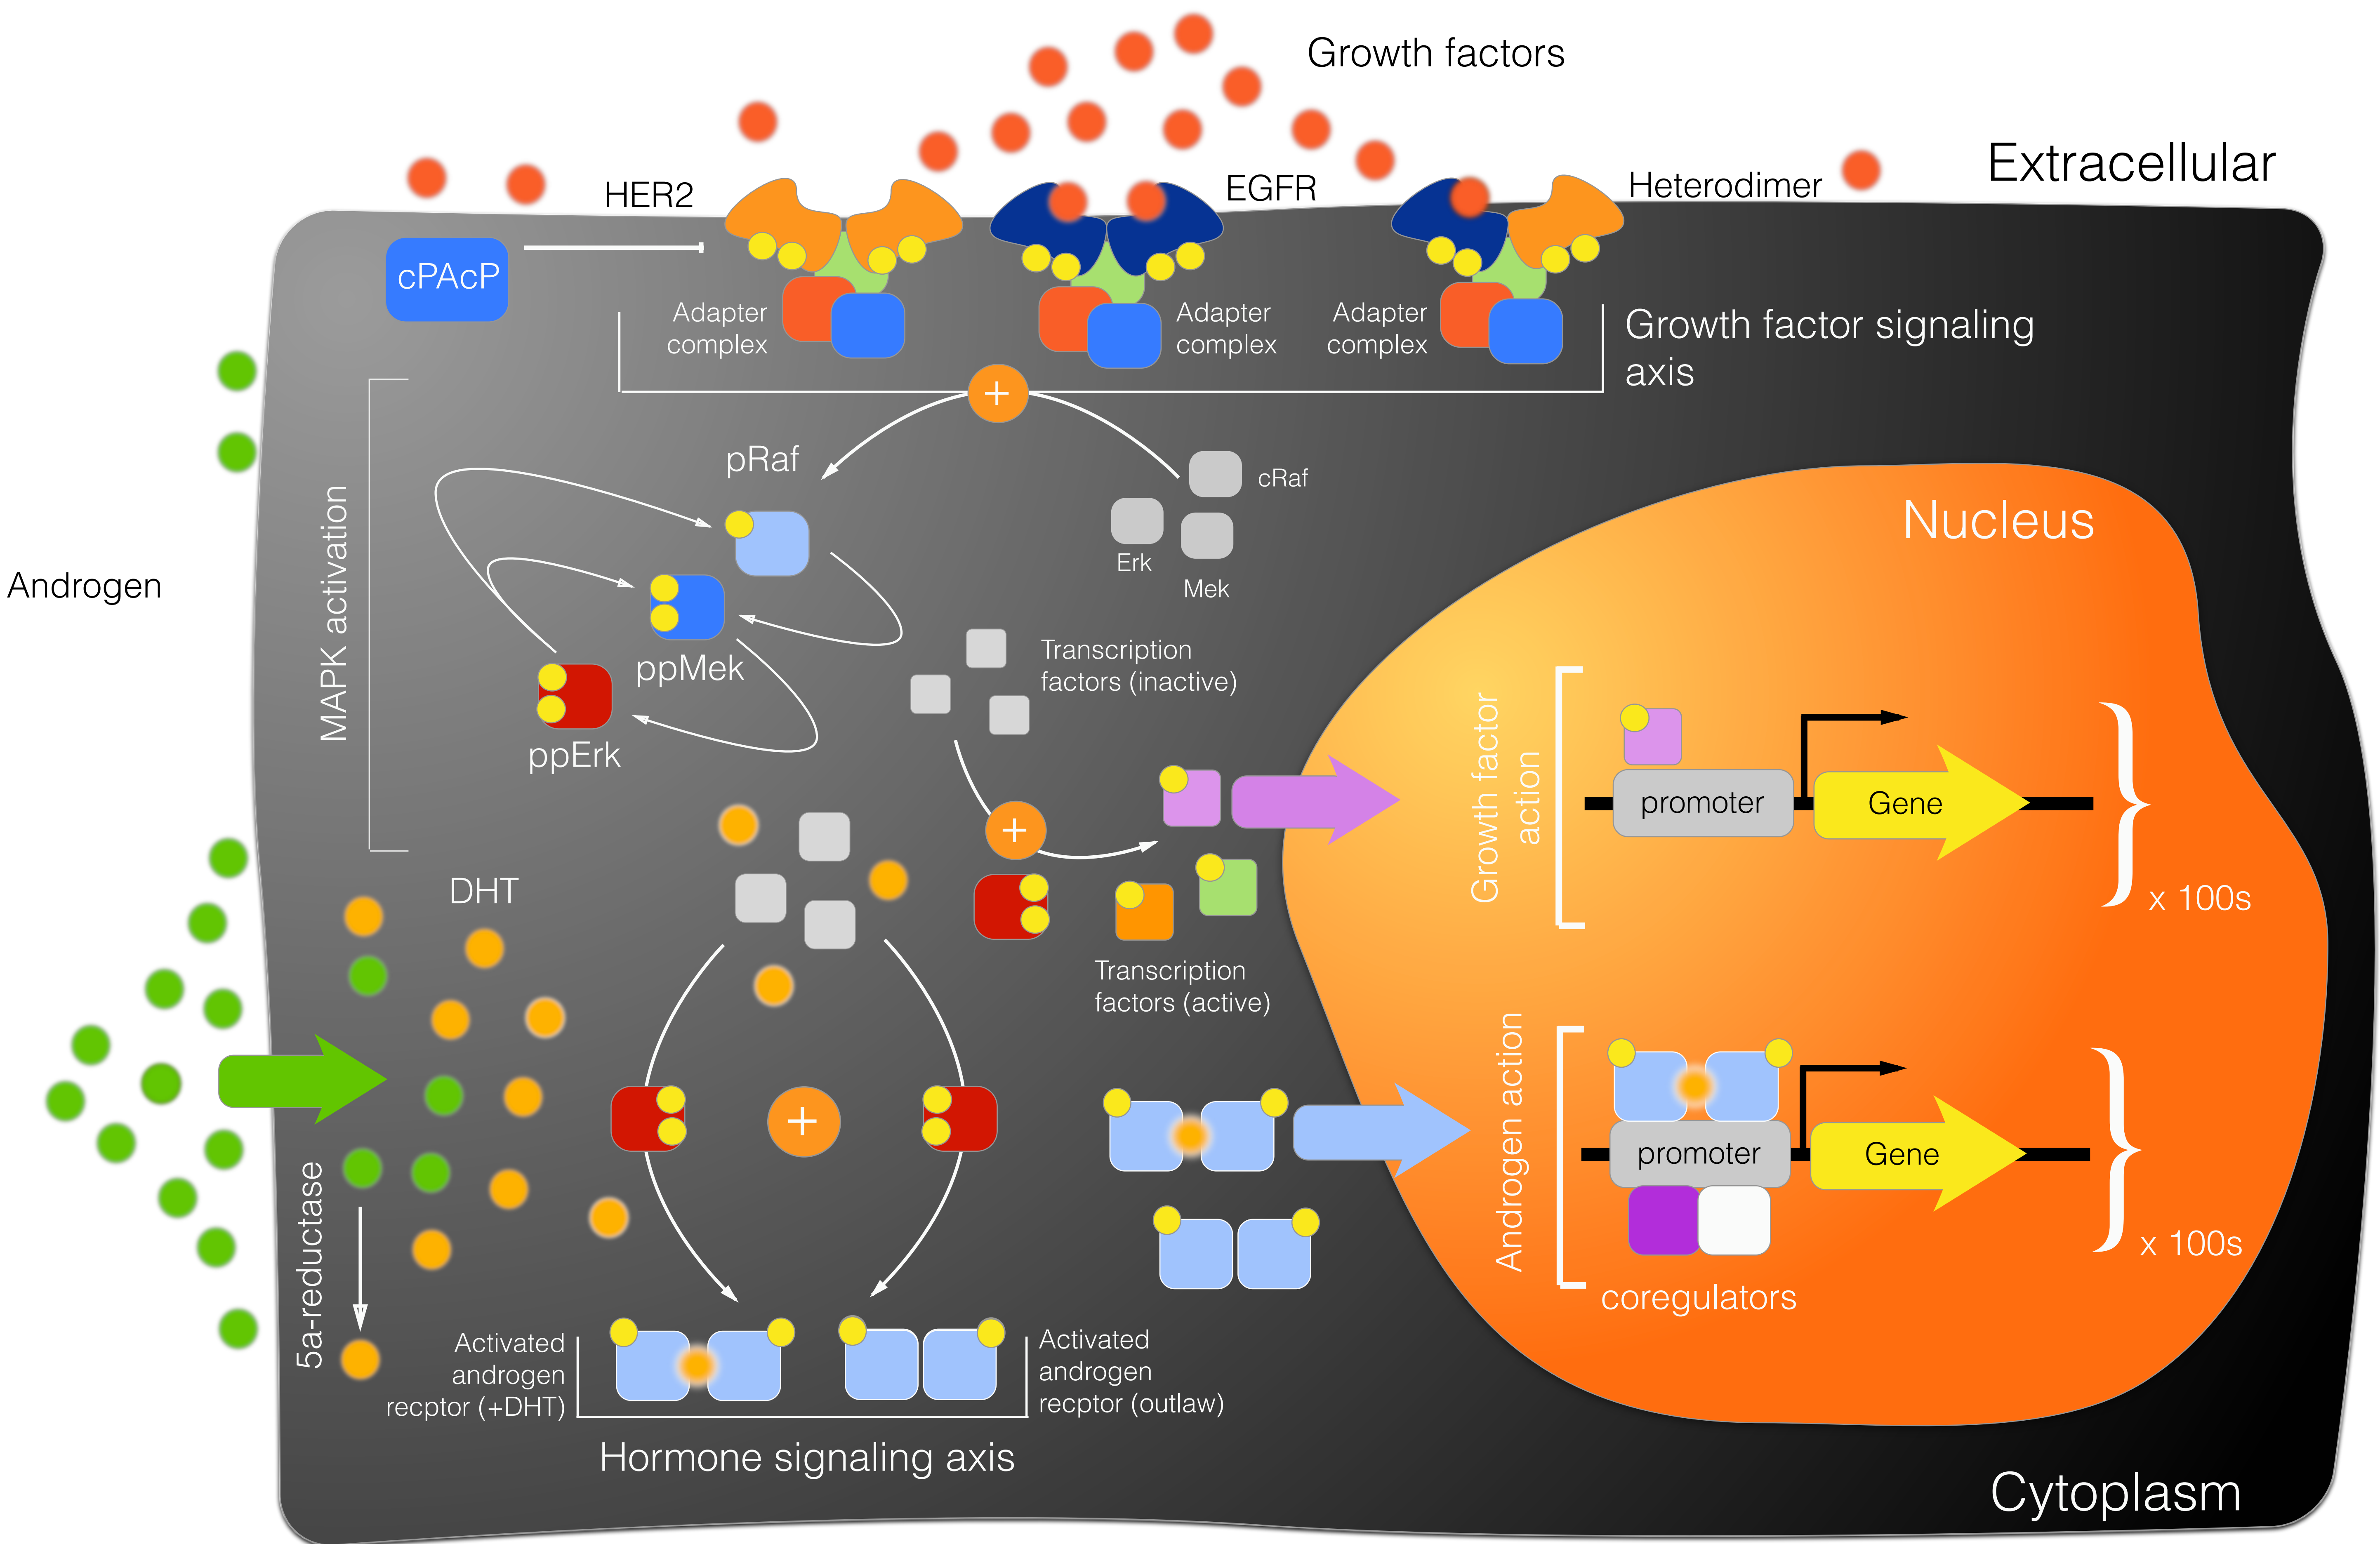 Growth factors
Extracellular
HER2
EGFR
Heterodimer
cPAcP
Adapter
complex
Adapter
complex
Adapter
complex
Growth factor signaling
axis
+
pRaf
cRaf
Erk
Mek
Nucleus
Androgen
MAPK activation
ppMek
ppErk
Transcription
factors (inactive)
Growth factor
action
promoter
Gene
x 100s
+
DHT
Transcription
factors (active)
Androgen action
promoter
Gene
x 100s
coregulators
+
5a-reductase
Activated
androgen
recptor (+DHT)
Activated
androgen
recptor (outlaw)
Hormone signaling axis
Cytoplasm